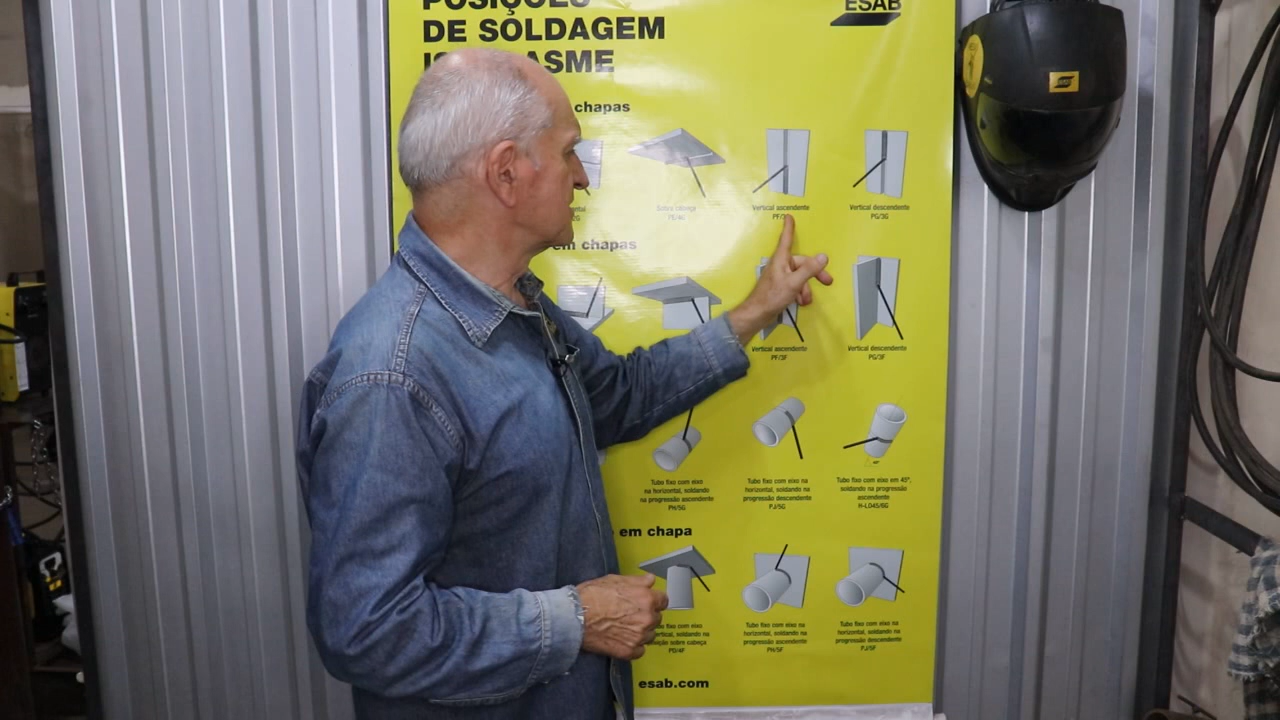 POSIÇÕES
DE SOLDAGEM
ASME
ESAB
chapas
Sobre cabeça
PE/4G
Vertical ascendente
Vertical descendente
PG/3G
em chapas
Vertical ascendente
PF/3F
Vertical descendente
PG/3F
Tubo fixo com eixo
na horizontal, soldando
na progressão ascendente
PH/5G
Tubo fixo com eixo na
horizontal, soldando na
progressão descendente
PJ/5G
Tubo fixo com eixo em 45°,
soldando na progressão
ascendente
H-L045/6G
em chapa
Tubo fixo com eixo
vertical, soldando na
sobre cabeça
PD/4F
Tubo fixo com eixo na
horizontal, soldando na
progressão ascendente
PH/5F
Tubo fixo com eixo na
horizontal, soldando na
progressão descendente
PJ/5F
esab.com